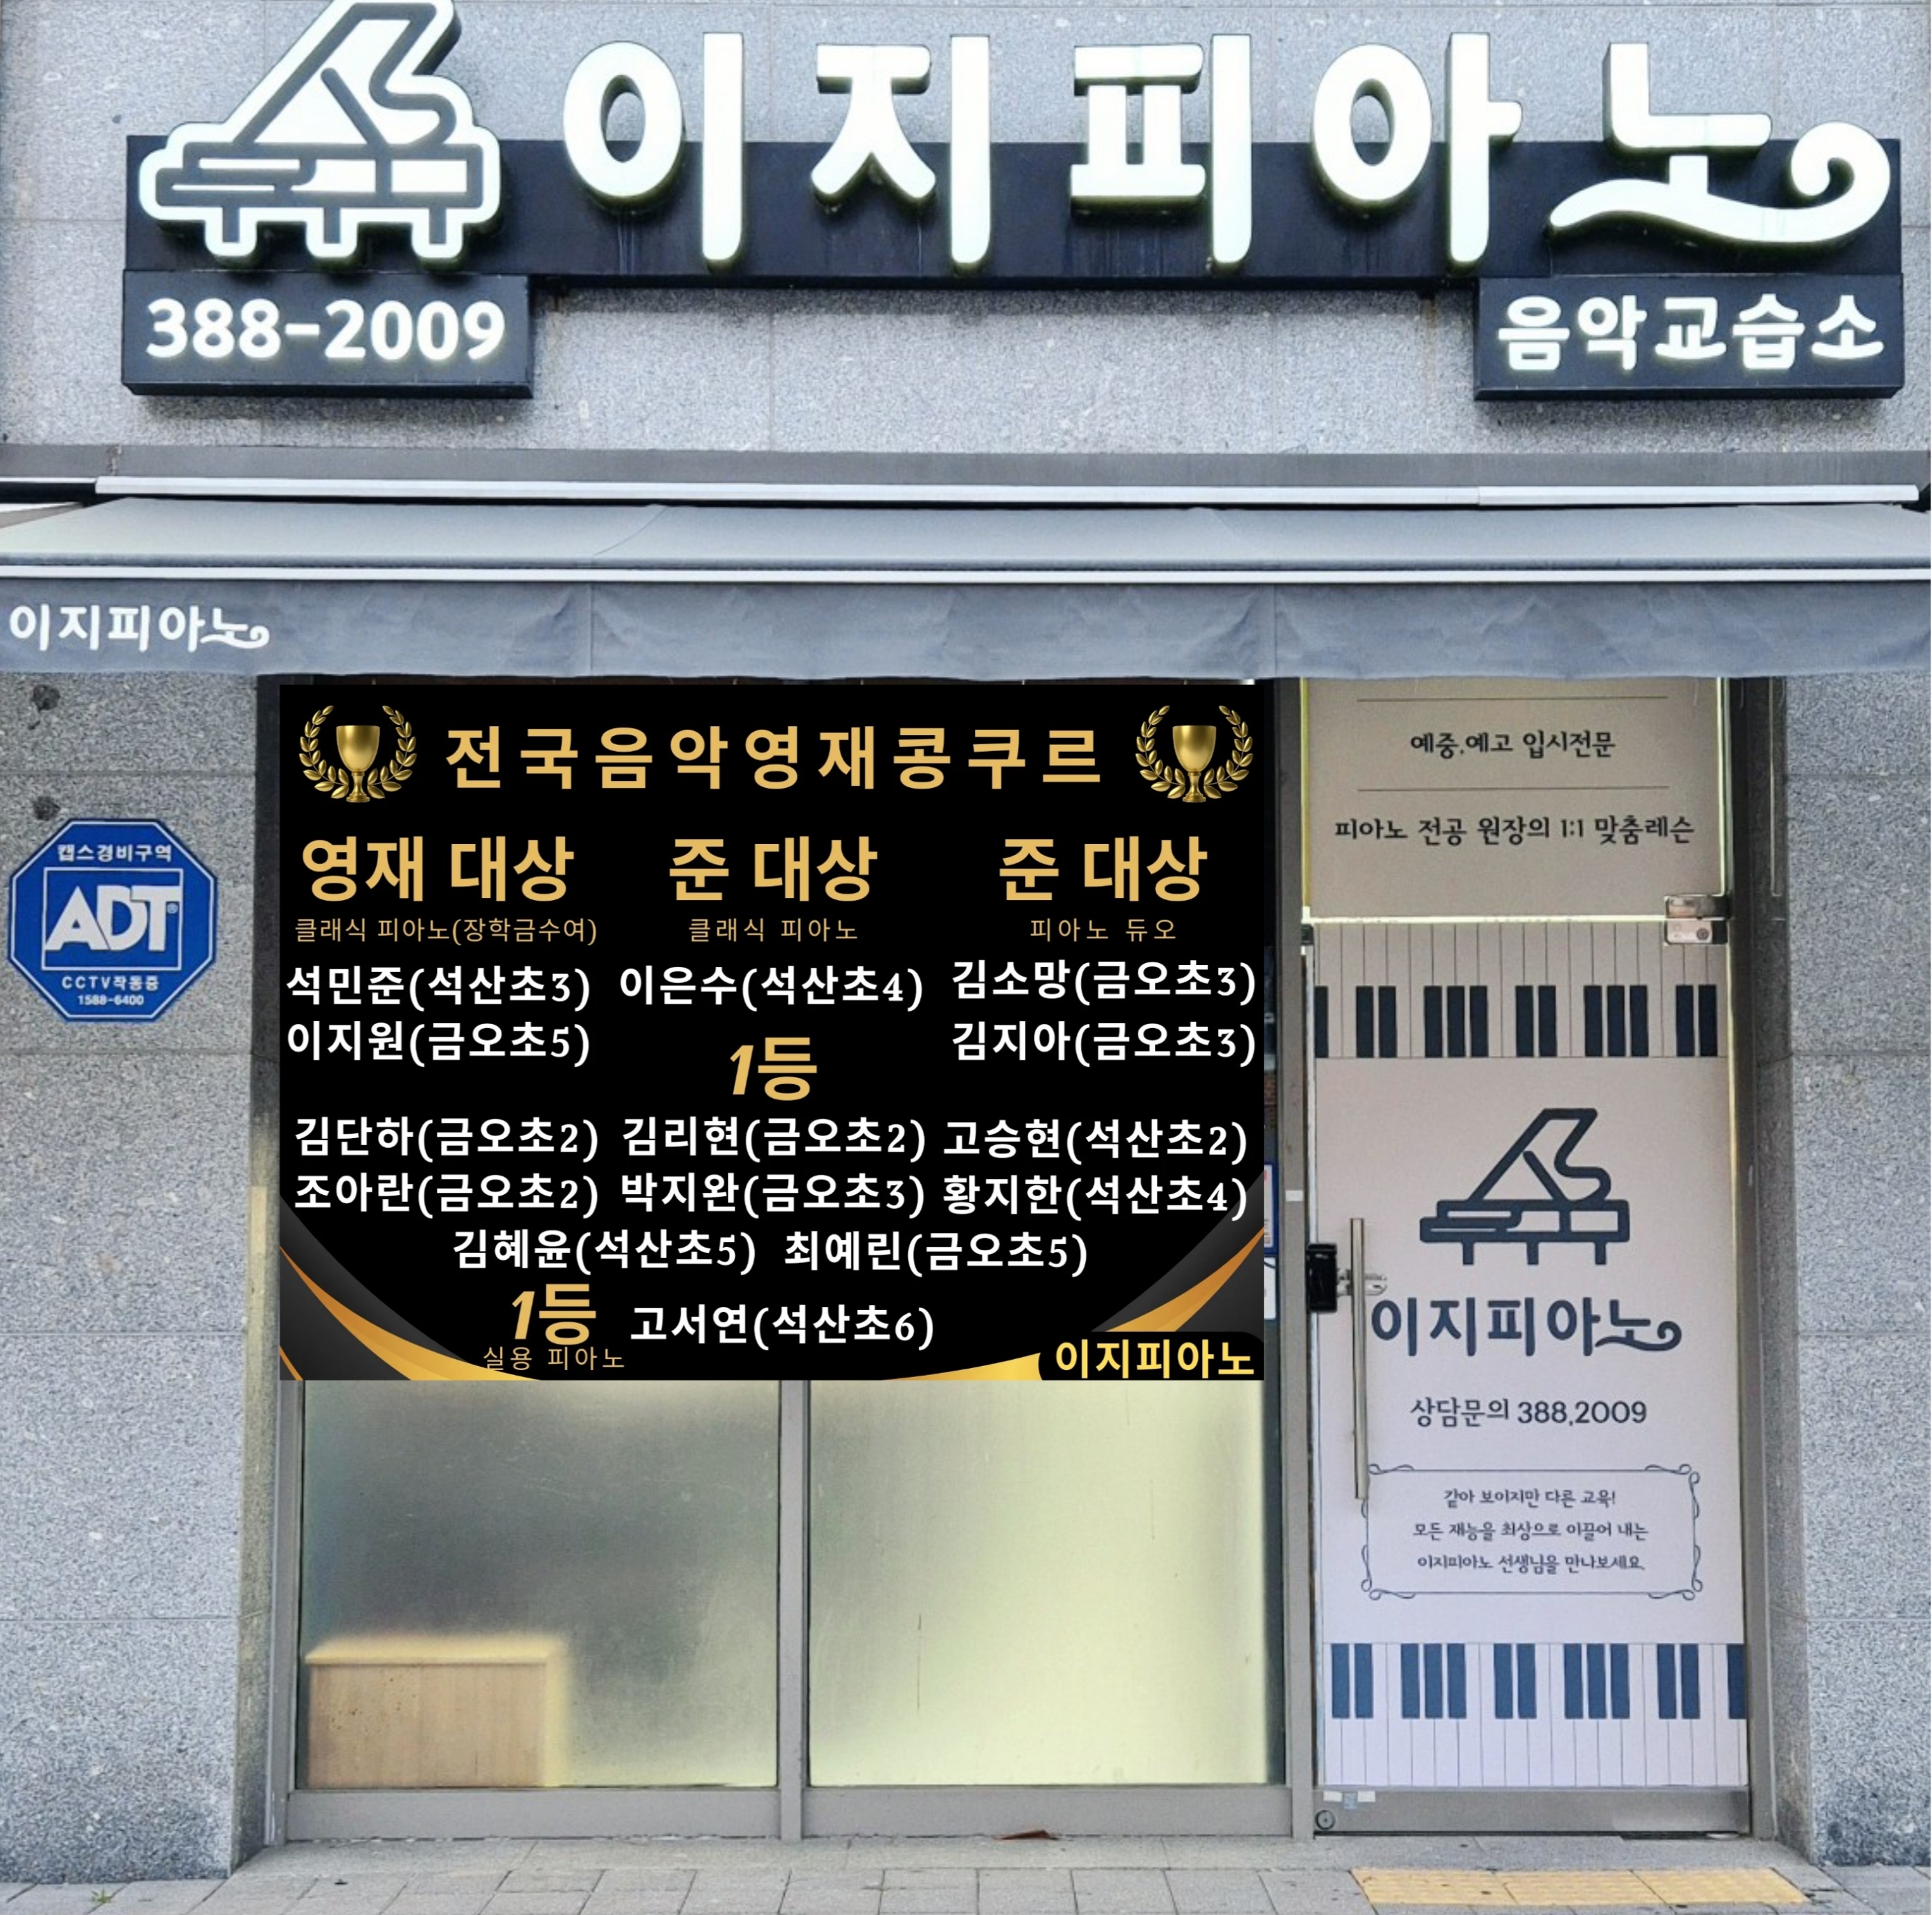 이지피아노
388-2009
음악교습소
이지피아노
전국음악영재콩쿠르
영재 대상 준 대상 준 대상
클래식 피아노(장학금수여) 클래식 피아노 피아노 듀오
석민준(석산초3) 이은수(석산초4) 김소망(금오초3)
이지원(금오초5) 김지아(금오초3)
1등
김단하(금오초2) 김리현(금오초2) 고승현(석산초2)
조아란(금오초2) 박지완(금오초3) 황지한(석산초4)
김혜윤(석산초5) 최예린(금오초5)
1등 고서연(석산초6)
실용 피아노
이지피아노
캡스경비구역
ADT®
CCTV작동중
1588-6400
예중,예고 입시전문
피아노 전공 원장의 1:1 맞춤레슨
이지피아노
상담문의 388,2009
같아 보이지만 다른 교육!
모든 재능을 최상으로 이끌어 내는
이지피아노 선생님을 만나보세요.